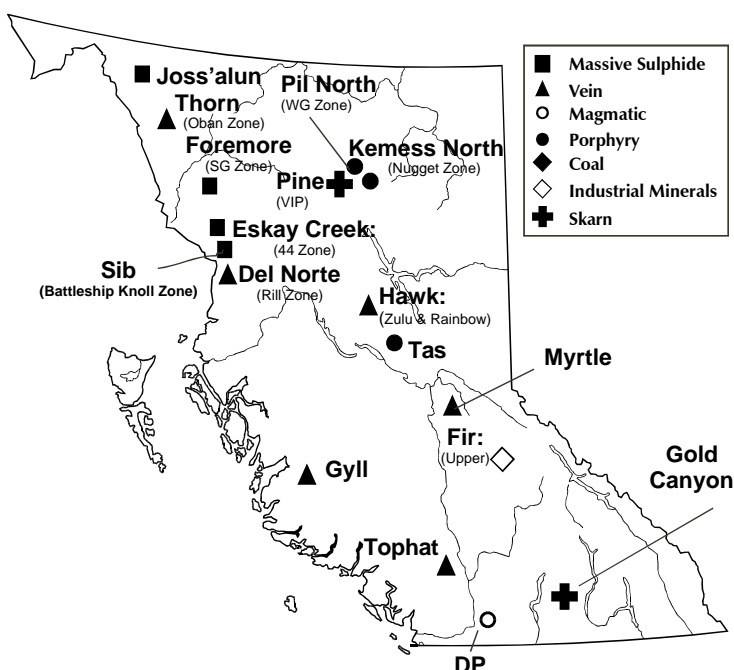 Joss'alun
Thorn
(Oban Zone)
Pil North
(WG Zone)
Foremore
(SG Zone)
Kemess North
(Nugget Zone)
Pine
(VIP)
Eskay Creek:
(44 Zone)
Sib
(Battleship Knoll Zone)
Del Norte
(Rill Zone)
Hawk:
(Zulu & Rainbow)
Tas
Myrtle
Fir:
(Upper)
Gold
Canyon
Gyll
Tophat
DP
Massive Sulphide
Vein
Magmatic
Porphyry
Coal
Industrial Minerals
Skarn